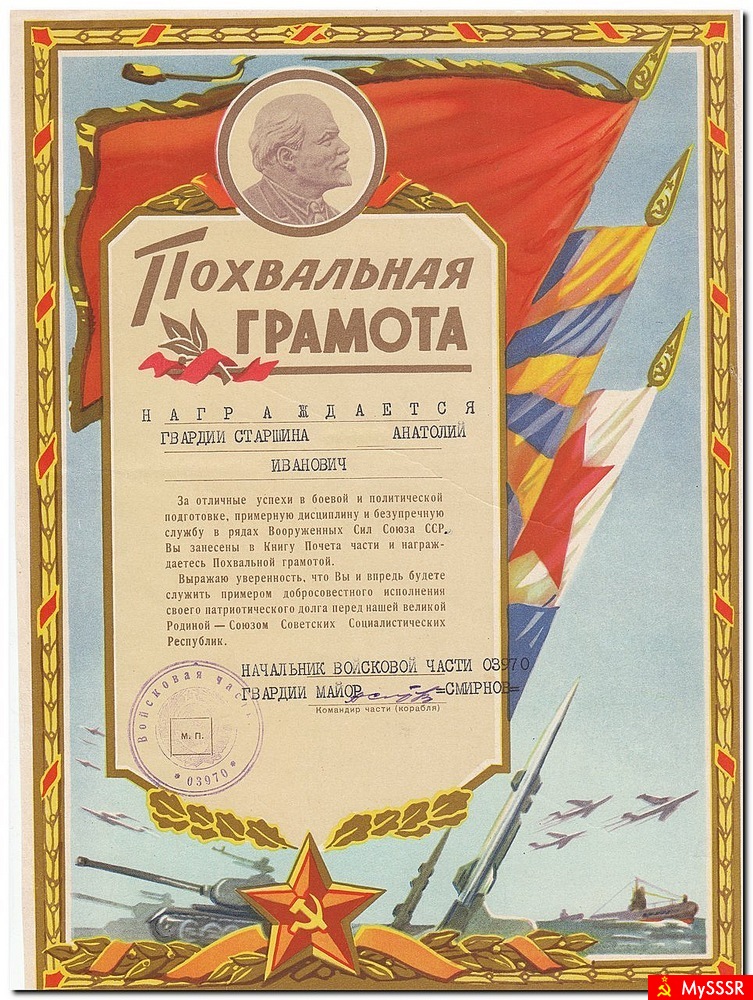 ПОХВАЛЬНАЯ
ГРАМОТА
НАГРАЖДАЕТСЯ
ГВАРДИИ СТАРШИНА АНАТОЛИЙ
ИВАНОВИЧ
За отличные успехи в боевой и политической
подготовке, примерную дисциплину и безупречную
службу в рядах Вооруженных Сил Союза ССР.
Вы занесены в Книгу Почета части и награж-
даетесь Похвальной грамотой.
Выражаю уверенность, что Вы и впредь будете
служить примером добросовестного исполнения
своего патриотического долга перед нашей великой
Родиной — Союзом Советских Социалистических
Республик.
НАЧАЛЬНИК ВОЙСКОВОЙ ЧАСТИ 03970
ГВАРДИИ МАЙОР =СМИРНОВ=
Командир части (корабля)
Войсковая часть
М. П.
* 03970 *
MySSSR